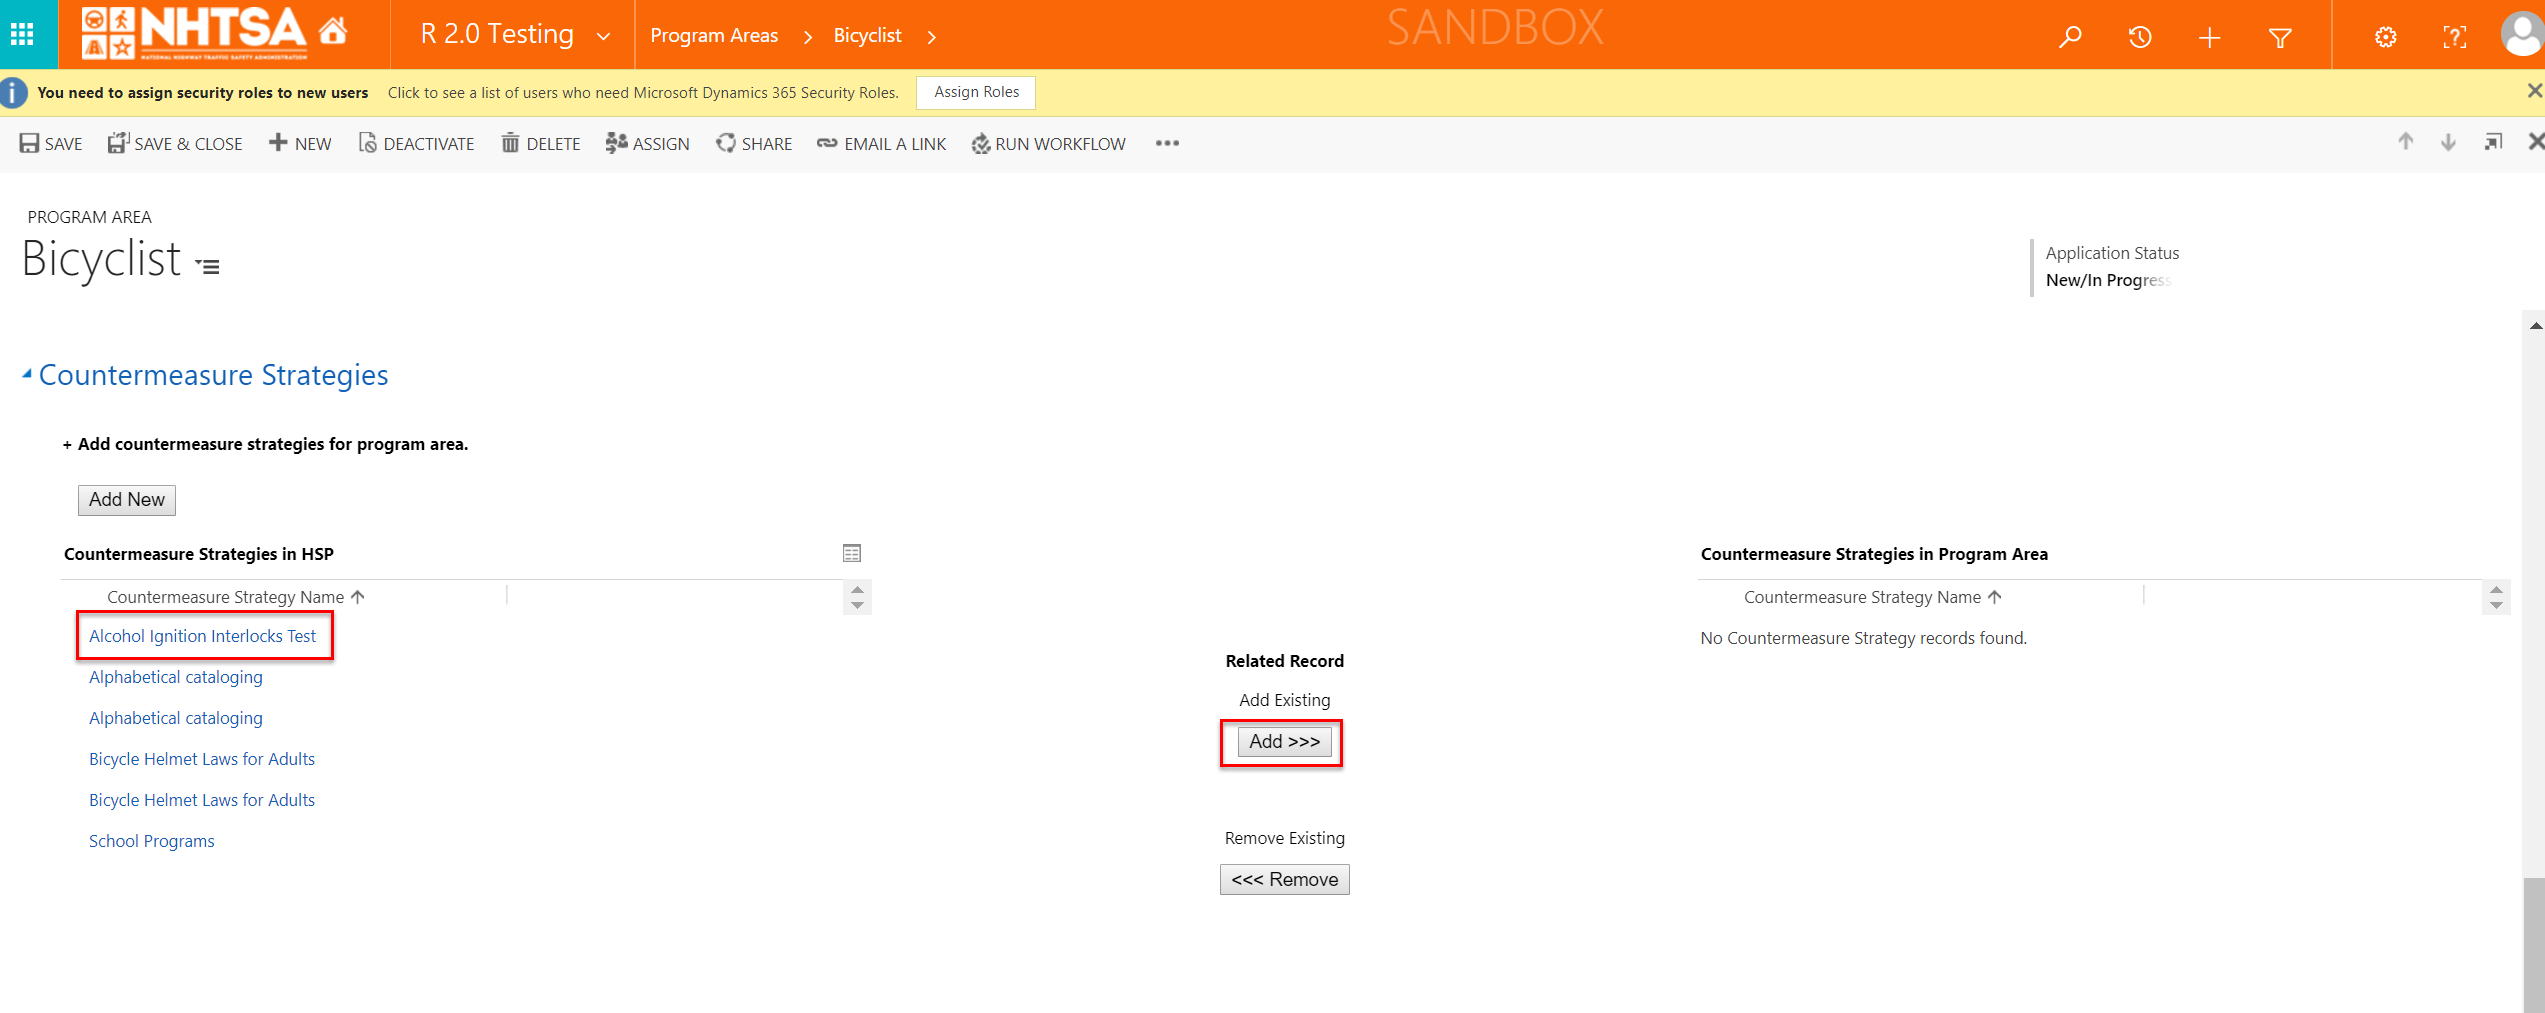 NHTSA
NATIONAL HIGHWAY TRAFFIC SAFETY ADMINISTRATION
R 2.0 Testing
Program Areas
Bicyclist
SANDBOX
You need to assign security roles to new users Click to see a list of users who need Microsoft Dynamics 365 Security Roles. Assign Roles
SAVE SAVE & CLOSE NEW DEACTIVATE DELETE ASSIGN SHARE EMAIL A LINK RUN WORKFLOW
PROGRAM AREA
Bicyclist
Application Status
New/In Progress
Countermeasure Strategies
+ Add countermeasure strategies for program area.
Add New
Countermeasure Strategies in HSP
Countermeasure Strategy Name
Alcohol Ignition Interlocks Test
Alphabetical cataloging
Alphabetical cataloging
Bicycle Helmet Laws for Adults
Bicycle Helmet Laws for Adults
School Programs
Related Record
Add Existing
Add >>>
Remove Existing
<<< Remove
Countermeasure Strategies in Program Area
Countermeasure Strategy Name
No Countermeasure Strategy records found.